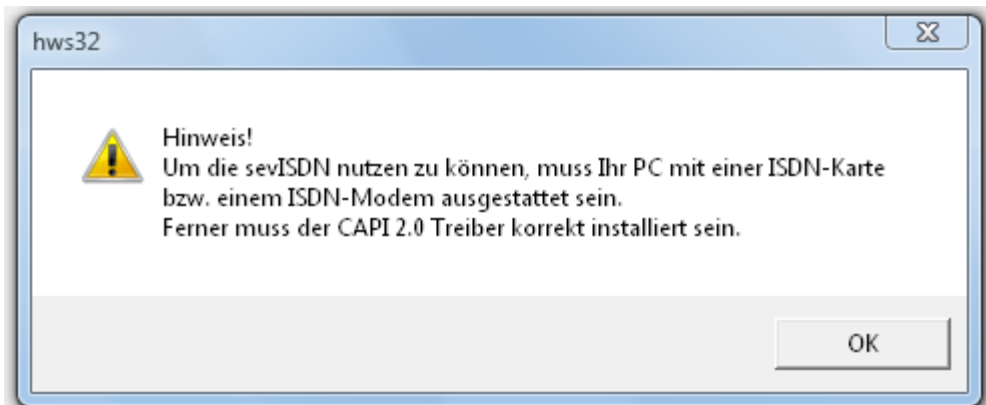 hws32
Hinweis!
Um die sevISDN nutzen zu können, muss Ihr PC mit einer ISDN-Karte
bzw. einem ISDN-Modem ausgestattet sein.
Ferner muss der CAPI 2.0 Treiber korrekt installiert sein.
OK